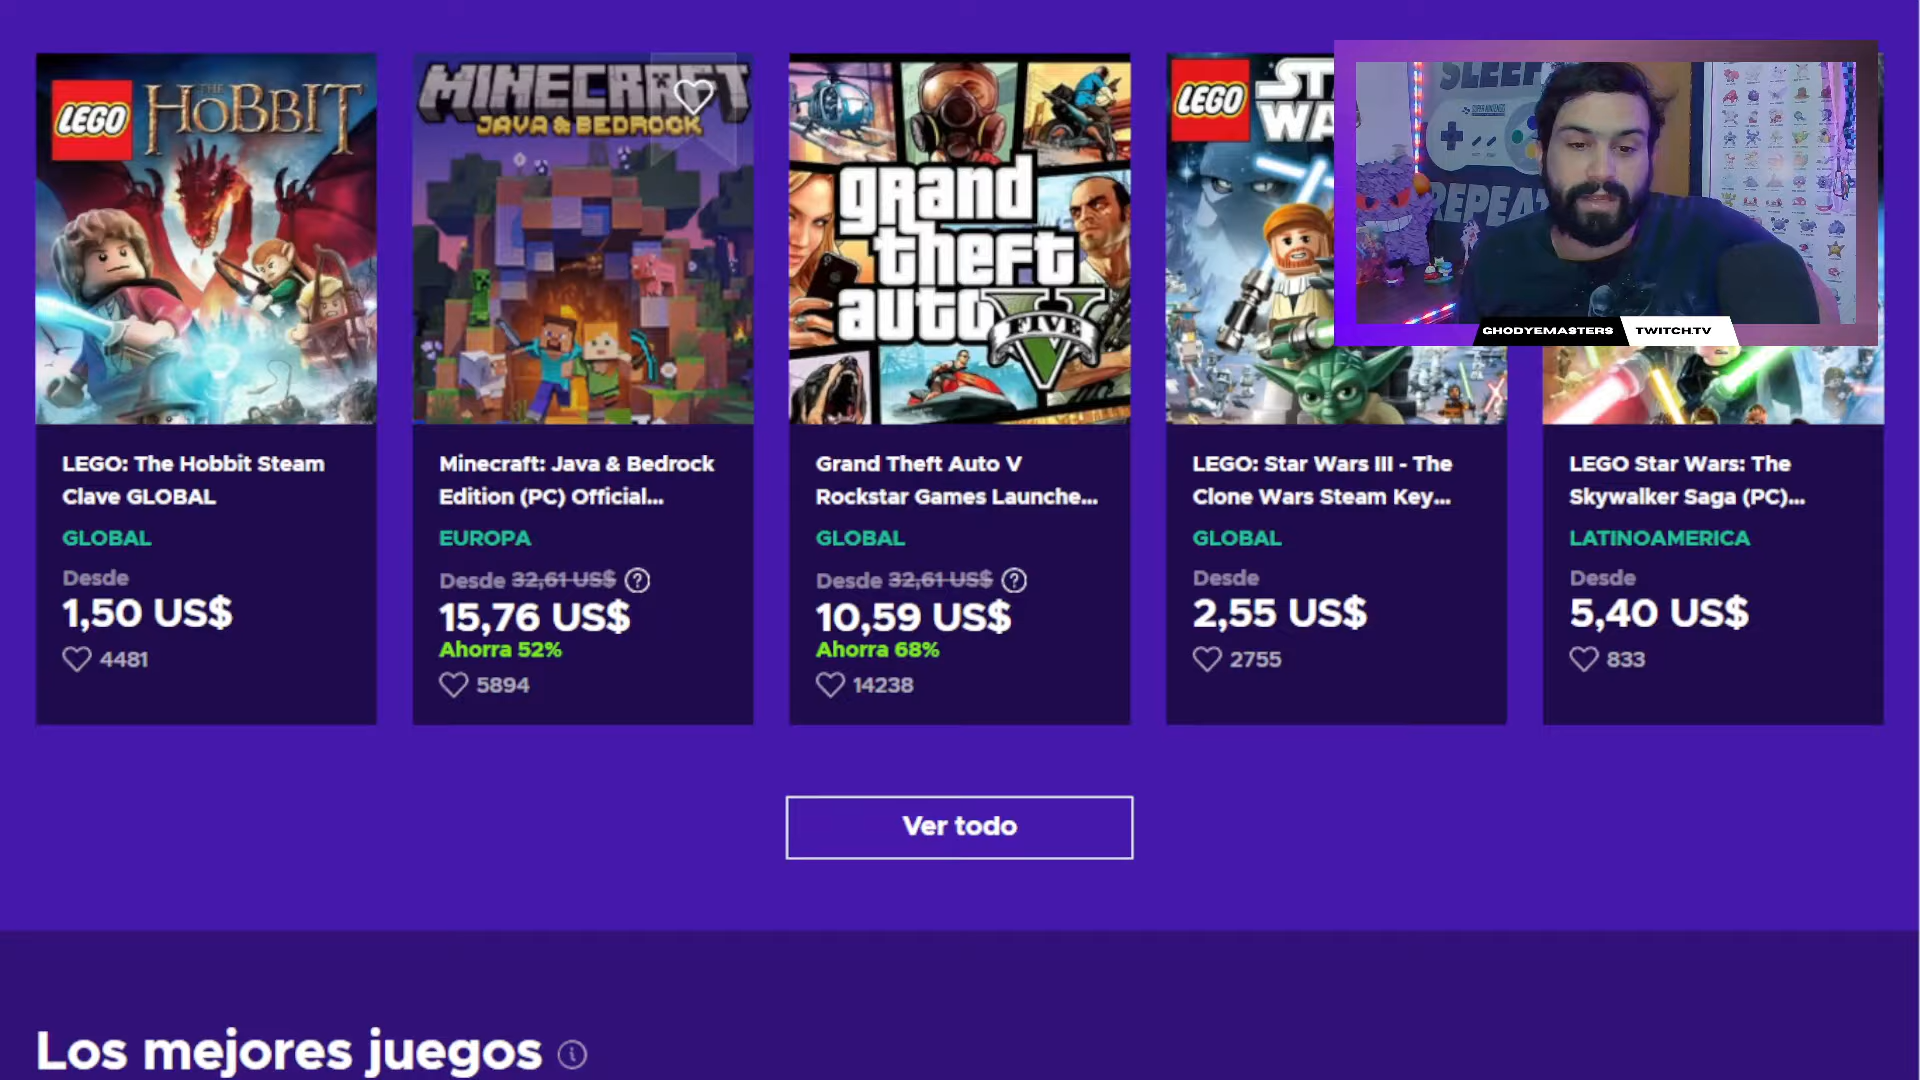 LEGO THE HOBBIT
MINECRAFT
JAVA & BEDROCK
grand
theft
auto
FIVE
LEGO
ST
WA
SLEEP
SUPER NINTENDO
REPEAT
GHODYEMASTERS TWITCH.TV
LEGO: The Hobbit Steam
Clave GLOBAL
GLOBAL
Desde
1,50 US$
4481
Minecraft: Java & Bedrock
Edition (PC) Official...
EUROPA
Desde 32,61 US$ ?
15,76 US$
Ahorra 52%
5894
Grand Theft Auto V
Rockstar Games Launche...
GLOBAL
Desde 32,61 US$ ?
10,59 US$
Ahorra 68%
14238
LEGO: Star Wars III - The
Clone Wars Steam Key...
GLOBAL
Desde
2,55 US$
2755
LEGO Star Wars: The
Skywalker Saga (PC)...
LATINOAMERICA
Desde
5,40 US$
833
Ver todo
Los mejores juegos